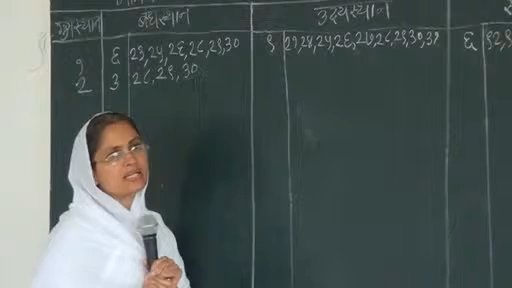 गुणस्थान बंधस्थान उदयस्थान
१ ६ २३,२५,२६,२८,२९,३० ९ २१,२४,२५,२६,२७,२८,२९,३०,३१ ६ ९२,
२ ३ २८,२९,३०